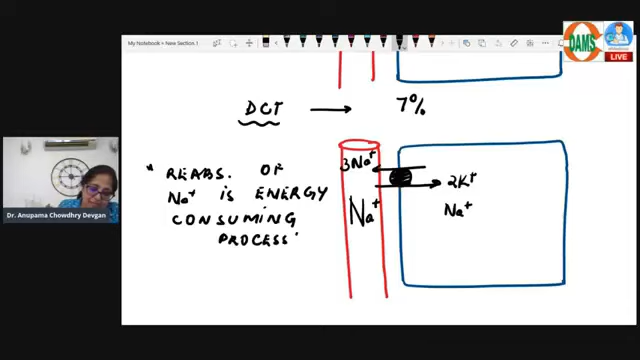 My Notebook > New Section 1
DAMS
LIVE
DCT → 7%
* REABS. OF
Na+ IS ENERGY
CONSUMING
PROCESS
3Na+
2K+
Na+
Na+
Dr. Anupama Chowdhry Devgan